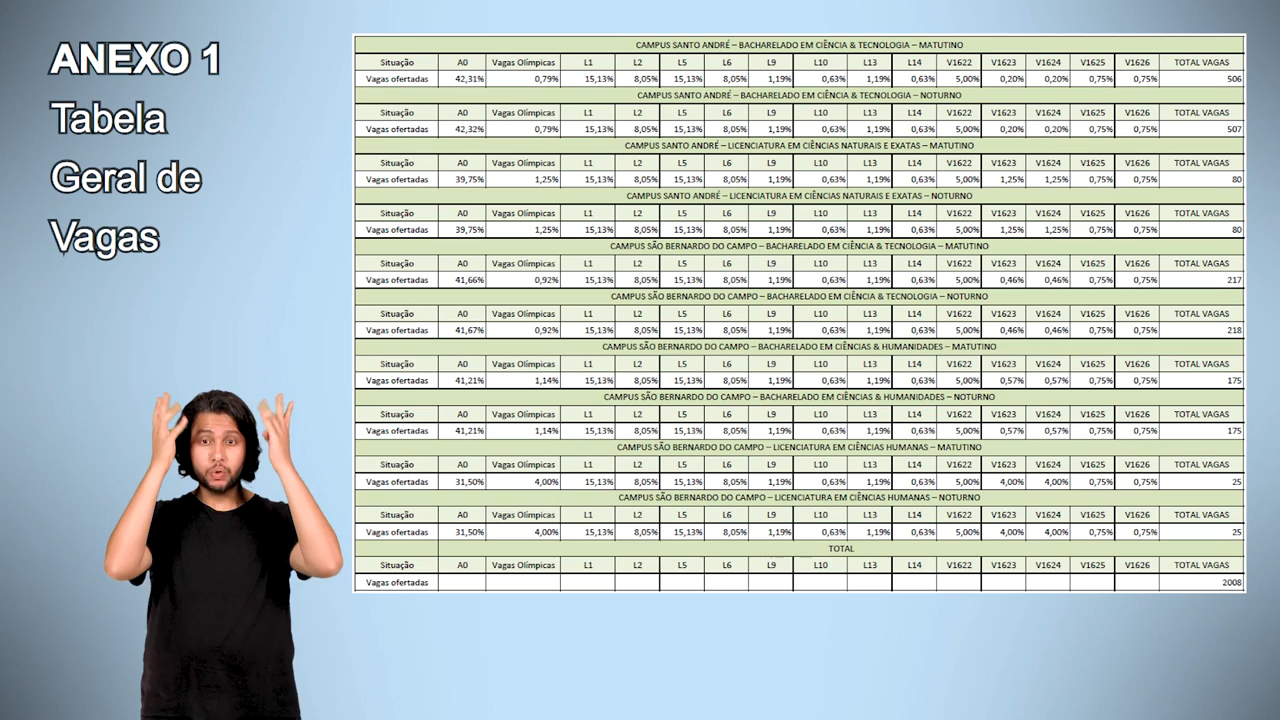 ANEXO 1
Tabela
Geral de
Vagas
CAMPUS SANTO ANDRÉ – BACHARELADO EM CIÊNCIA & TECNOLOGIA – MATUTINO
Situação A0 Vagas Olímpicas L1 L2 L5 L6 L9 L10 L13 L14 V1622 V1623 V1624 V1625 V1626 TOTAL VAGAS
Vagas ofertadas 42,31% 0,79% 15,13% 8,05% 15,13% 8,05% 1,19% 0,63% 1,19% 0,63% 5,00% 0,20% 0,20% 0,75% 0,75% 506
CAMPUS SANTO ANDRÉ – BACHARELADO EM CIÊNCIA & TECNOLOGIA – NOTURNO
Situação A0 Vagas Olímpicas L1 L2 L5 L6 L9 L10 L13 L14 V1622 V1623 V1624 V1625 V1626 TOTAL VAGAS
Vagas ofertadas 42,32% 0,79% 15,13% 8,05% 15,13% 8,05% 1,19% 0,63% 1,19% 0,63% 5,00% 0,20% 0,20% 0,75% 0,75% 507
CAMPUS SANTO ANDRÉ – LICENCIATURA EM CIÊNCIAS NATURAIS E EXATAS – MATUTINO
Situação A0 Vagas Olímpicas L1 L2 L5 L6 L9 L10 L13 L14 V1622 V1623 V1624 V1625 V1626 TOTAL VAGAS
Vagas ofertadas 39,75% 1,25% 15,13% 8,05% 15,13% 8,05% 1,19% 0,63% 1,19% 0,63% 5,00% 1,25% 1,25% 0,75% 0,75% 80
CAMPUS SANTO ANDRÉ – LICENCIATURA EM CIÊNCIAS NATURAIS E EXATAS – NOTURNO
Situação A0 Vagas Olímpicas L1 L2 L5 L6 L9 L10 L13 L14 V1622 V1623 V1624 V1625 V1626 TOTAL VAGAS
Vagas ofertadas 39,75% 1,25% 15,13% 8,05% 15,13% 8,05% 1,19% 0,63% 1,19% 0,63% 5,00% 1,25% 1,25% 0,75% 0,75% 80
CAMPUS SÃO BERNARDO DO CAMPO – BACHARELADO EM CIÊNCIA & TECNOLOGIA – MATUTINO
Situação A0 Vagas Olímpicas L1 L2 L5 L6 L9 L10 L13 L14 V1622 V1623 V1624 V1625 V1626 TOTAL VAGAS
Vagas ofertadas 41,66% 0,92% 15,13% 8,05% 15,13% 8,05% 1,19% 0,63% 1,19% 0,63% 5,00% 0,46% 0,46% 0,75% 0,75% 217
CAMPUS SÃO BERNARDO DO CAMPO – BACHARELADO EM CIÊNCIA & TECNOLOGIA – NOTURNO
Situação A0 Vagas Olímpicas L1 L2 L5 L6 L9 L10 L13 L14 V1622 V1623 V1624 V1625 V1626 TOTAL VAGAS
Vagas ofertadas 41,67% 0,92% 15,13% 8,05% 15,13% 8,05% 1,19% 0,63% 1,19% 0,63% 5,00% 0,46% 0,46% 0,75% 0,75% 218
CAMPUS SÃO BERNARDO DO CAMPO – BACHARELADO EM CIÊNCIAS & HUMANIDADES – MATUTINO
Situação A0 Vagas Olímpicas L1 L2 L5 L6 L9 L10 L13 L14 V1622 V1623 V1624 V1625 V1626 TOTAL VAGAS
Vagas ofertadas 41,21% 1,14% 15,13% 8,05% 15,13% 8,05% 1,19% 0,63% 1,19% 0,63% 5,00% 0,57% 0,57% 0,75% 0,75% 175
CAMPUS SÃO BERNARDO DO CAMPO – BACHARELADO EM CIÊNCIAS & HUMANIDADES – NOTURNO
Situação A0 Vagas Olímpicas L1 L2 L5 L6 L9 L10 L13 L14 V1622 V1623 V1624 V1625 V1626 TOTAL VAGAS
Vagas ofertadas 41,21% 1,14% 15,13% 8,05% 15,13% 8,05% 1,19% 0,63% 1,19% 0,63% 5,00% 0,57% 0,57% 0,75% 0,75% 175
CAMPUS SÃO BERNARDO DO CAMPO – LICENCIATURA EM CIÊNCIAS HUMANAS – MATUTINO
Situação A0 Vagas Olímpicas L1 L2 L5 L6 L9 L10 L13 L14 V1622 V1623 V1624 V1625 V1626 TOTAL VAGAS
Vagas ofertadas 31,50% 4,00% 15,13% 8,05% 15,13% 8,05% 1,19% 0,63% 1,19% 0,63% 5,00% 4,00% 4,00% 0,75% 0,75% 25
CAMPUS SÃO BERNARDO DO CAMPO – LICENCIATURA EM CIÊNCIAS HUMANAS – NOTURNO
Situação A0 Vagas Olímpicas L1 L2 L5 L6 L9 L10 L13 L14 V1622 V1623 V1624 V1625 V1626 TOTAL VAGAS
Vagas ofertadas 31,50% 4,00% 15,13% 8,05% 15,13% 8,05% 1,19% 0,63% 1,19% 0,63% 5,00% 4,00% 4,00% 0,75% 0,75% 25
TOTAL
Situação A0 Vagas Olímpicas L1 L2 L5 L6 L9 L10 L13 L14 V1622 V1623 V1624 V1625 V1626 TOTAL VAGAS
Vagas ofertadas 2008